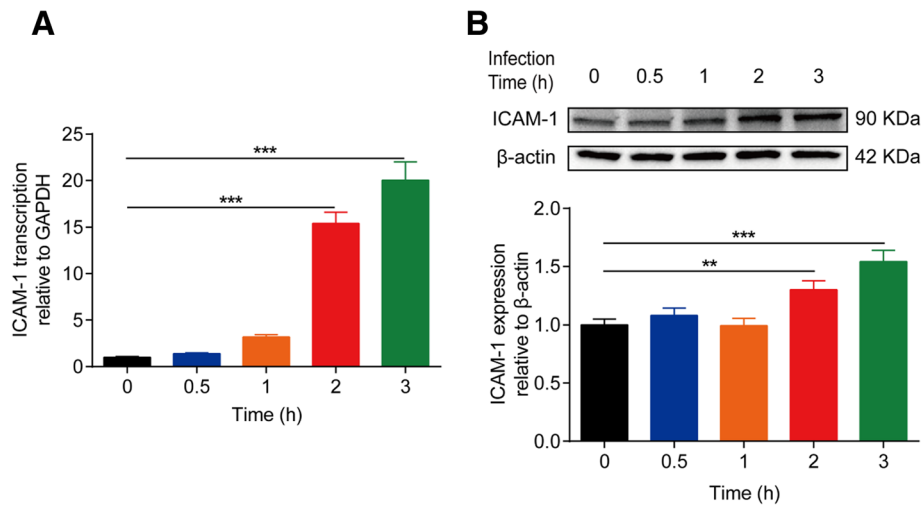 A
ICAM-1 transcription
relative to GAPDH
25
20
15
10
5
0
***
***
0 0.5 1 2 3
Time (h)
B
Infection
Time (h) 0 0.5 1 2 3
ICAM-1 90 KDa
β-actin 42 KDa
ICAM-1 expression
relative to β-actin
2.0
1.5
1.0
0.5
0.0
***
**
0 0.5 1 2 3
Time (h)